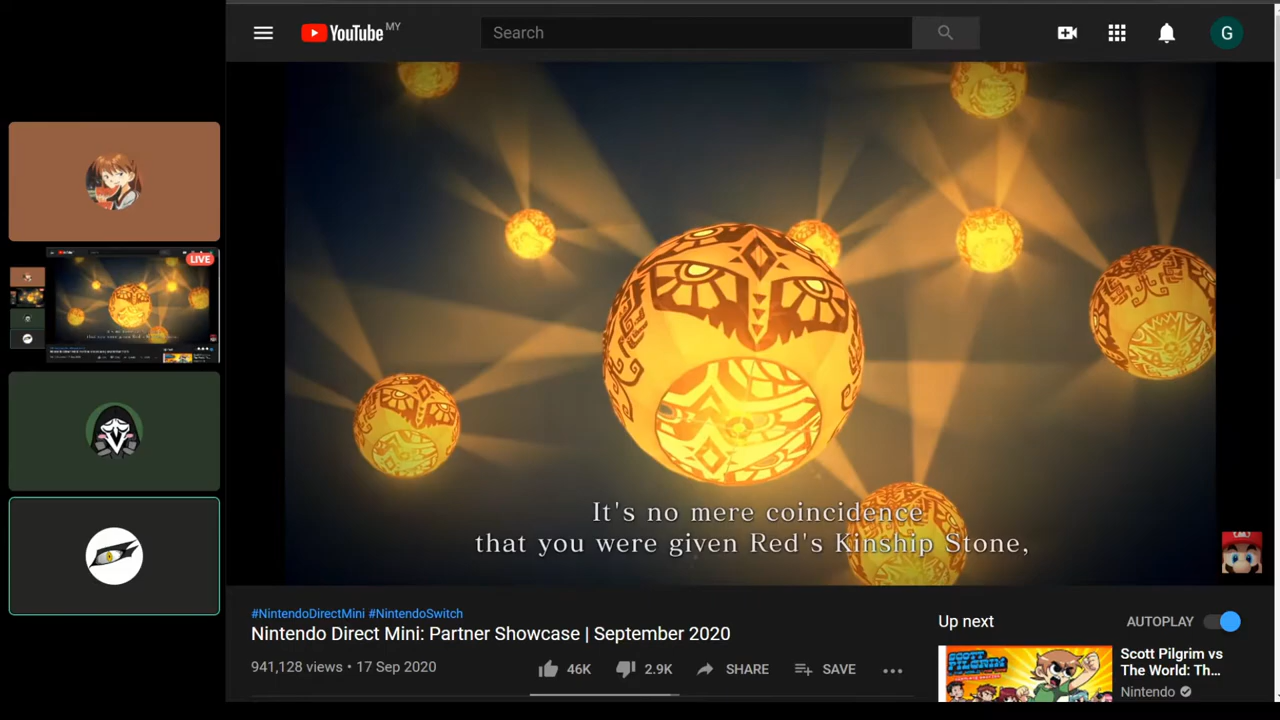 YouTube MY
Search
G
LIVE
It's no mere coincidence
that you were given Red's Kinship Stone,
#NintendoDirectMini #NintendoSwitch
Nintendo Direct Mini: Partner Showcase | September 2020
941,128 views • 17 Sep 2020
46K
2.9K
SHARE
SAVE
Up next
AUTOPLAY
SCOTT
PILGRIM
Scott Pilgrim vs
The World: Th...
Nintendo